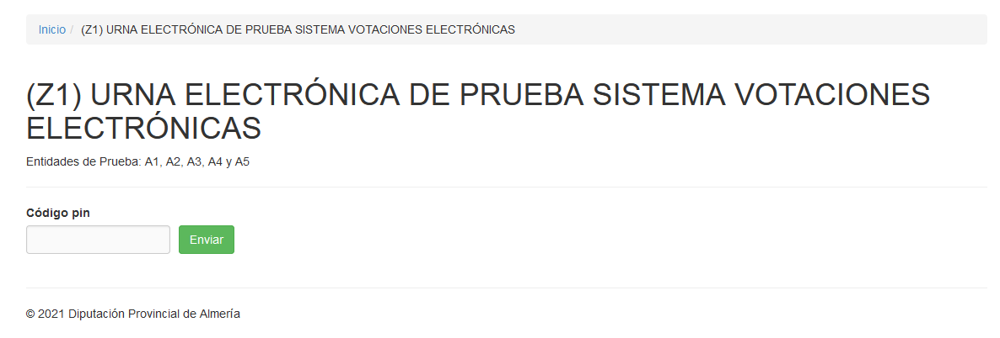 Inicio / (Z1) URNA ELECTRÓNICA DE PRUEBA SISTEMA VOTACIONES ELECTRÓNICAS
(Z1) URNA ELECTRÓNICA DE PRUEBA SISTEMA VOTACIONES
ELECTRÓNICAS
Entidades de Prueba: A1, A2, A3, A4 y A5
Código pin
Enviar
© 2021 Diputación Provincial de Almería